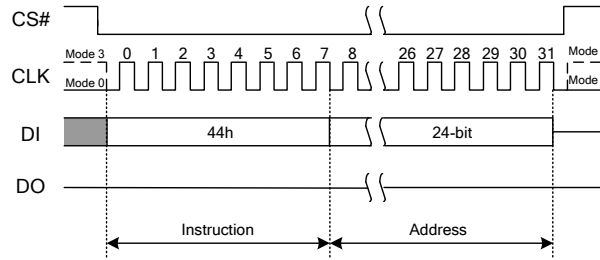 CS#
Mode 3 0 1 2 3 4 5 6 7 8 26 27 28 29 30 31 Mode
CLK
Mode 0 Mode
DI 44h 24-bit
DO
Instruction Address